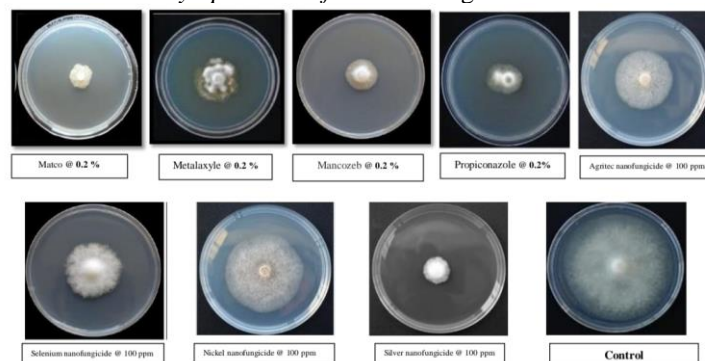 Matco @ 0.2 %
Metalaxyle @ 0.2 %
Mancozeb @ 0.2 %
Propiconazole @ 0.2%
Agritec nanofungicide @ 100 ppm
Selenium nanofungicide @ 100 ppm
Nickel nanofungicide @ 100 ppm
Silver nanofungicide @ 100 ppm
Control